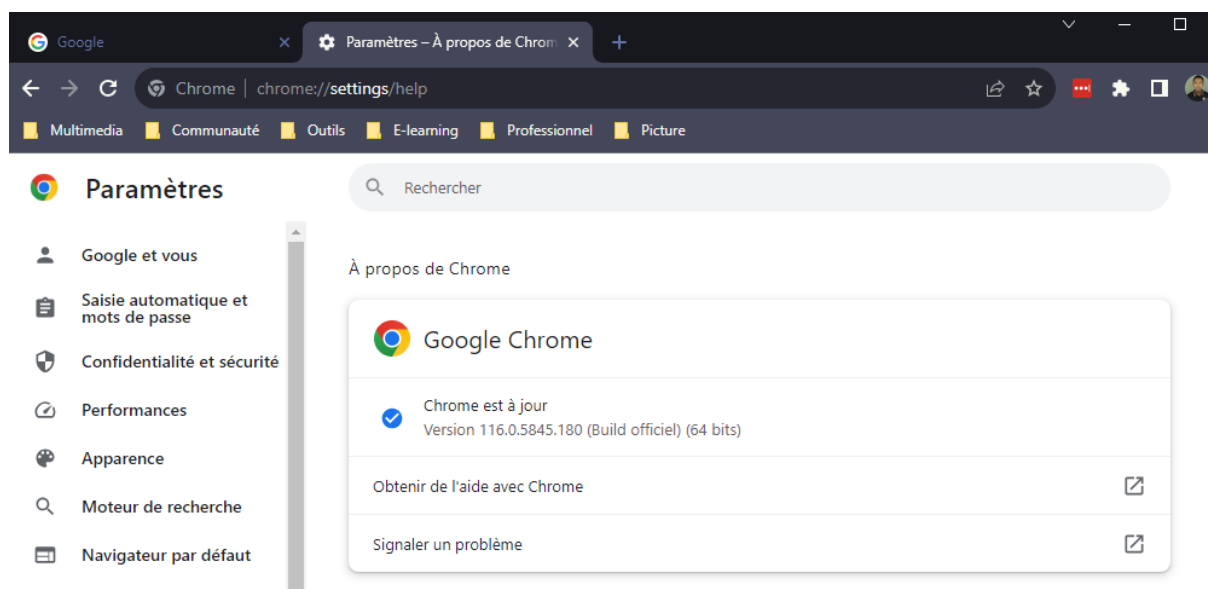 Google
Paramètres – À propos de Chrom
Chrome | chrome://settings/help
Multimedia Communauté Outils E-learning Professionnel Picture
Paramètres
Rechercher
Google et vous
Saisie automatique et
mots de passe
Confidentialité et sécurité
Performances
Apparence
Moteur de recherche
Navigateur par défaut
À propos de Chrome
Google Chrome
Chrome est à jour
Version 116.0.5845.180 (Build officiel) (64 bits)
Obtenir de l'aide avec Chrome
Signaler un problème